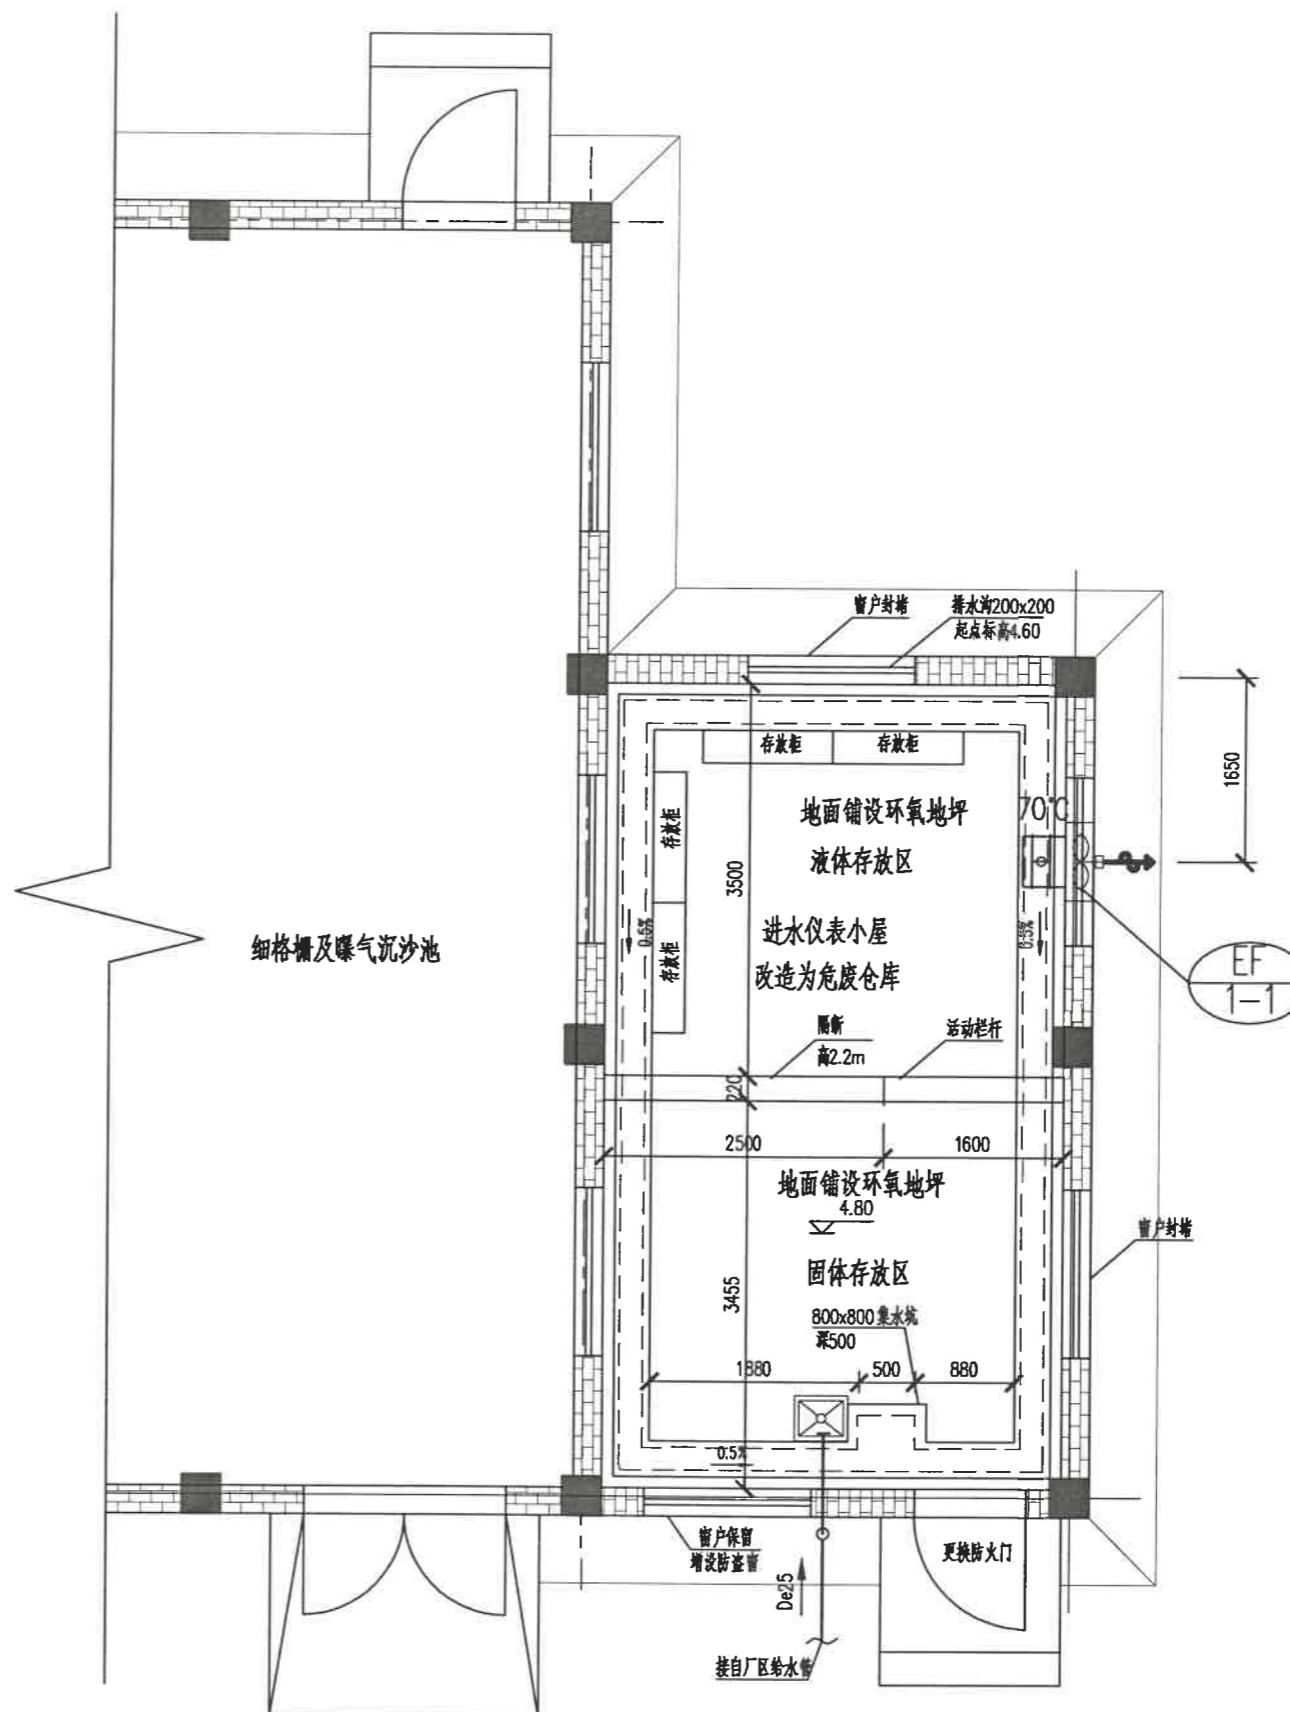 窗户封堵
排水沟200x200
起点标高4.60
存放柜
存放柜
存放柜
存放柜
地面铺设环氧地坪
70℃
液体存放区
1650
3500
0.5%
0.5%
进水仪表小屋
改造为危废仓库
细格栅及曝气沉沙池
EF
1-1
隔断
高2.2m
活动栏杆
220
2500
1600
地面铺设环氧地坪
4.80
窗户封堵
固体存放区
3455
800x800集水坑
深500
1880
500
880
0.5%
窗户保留
增设防盗窗
更换防火门
De25
接自厂区给水管